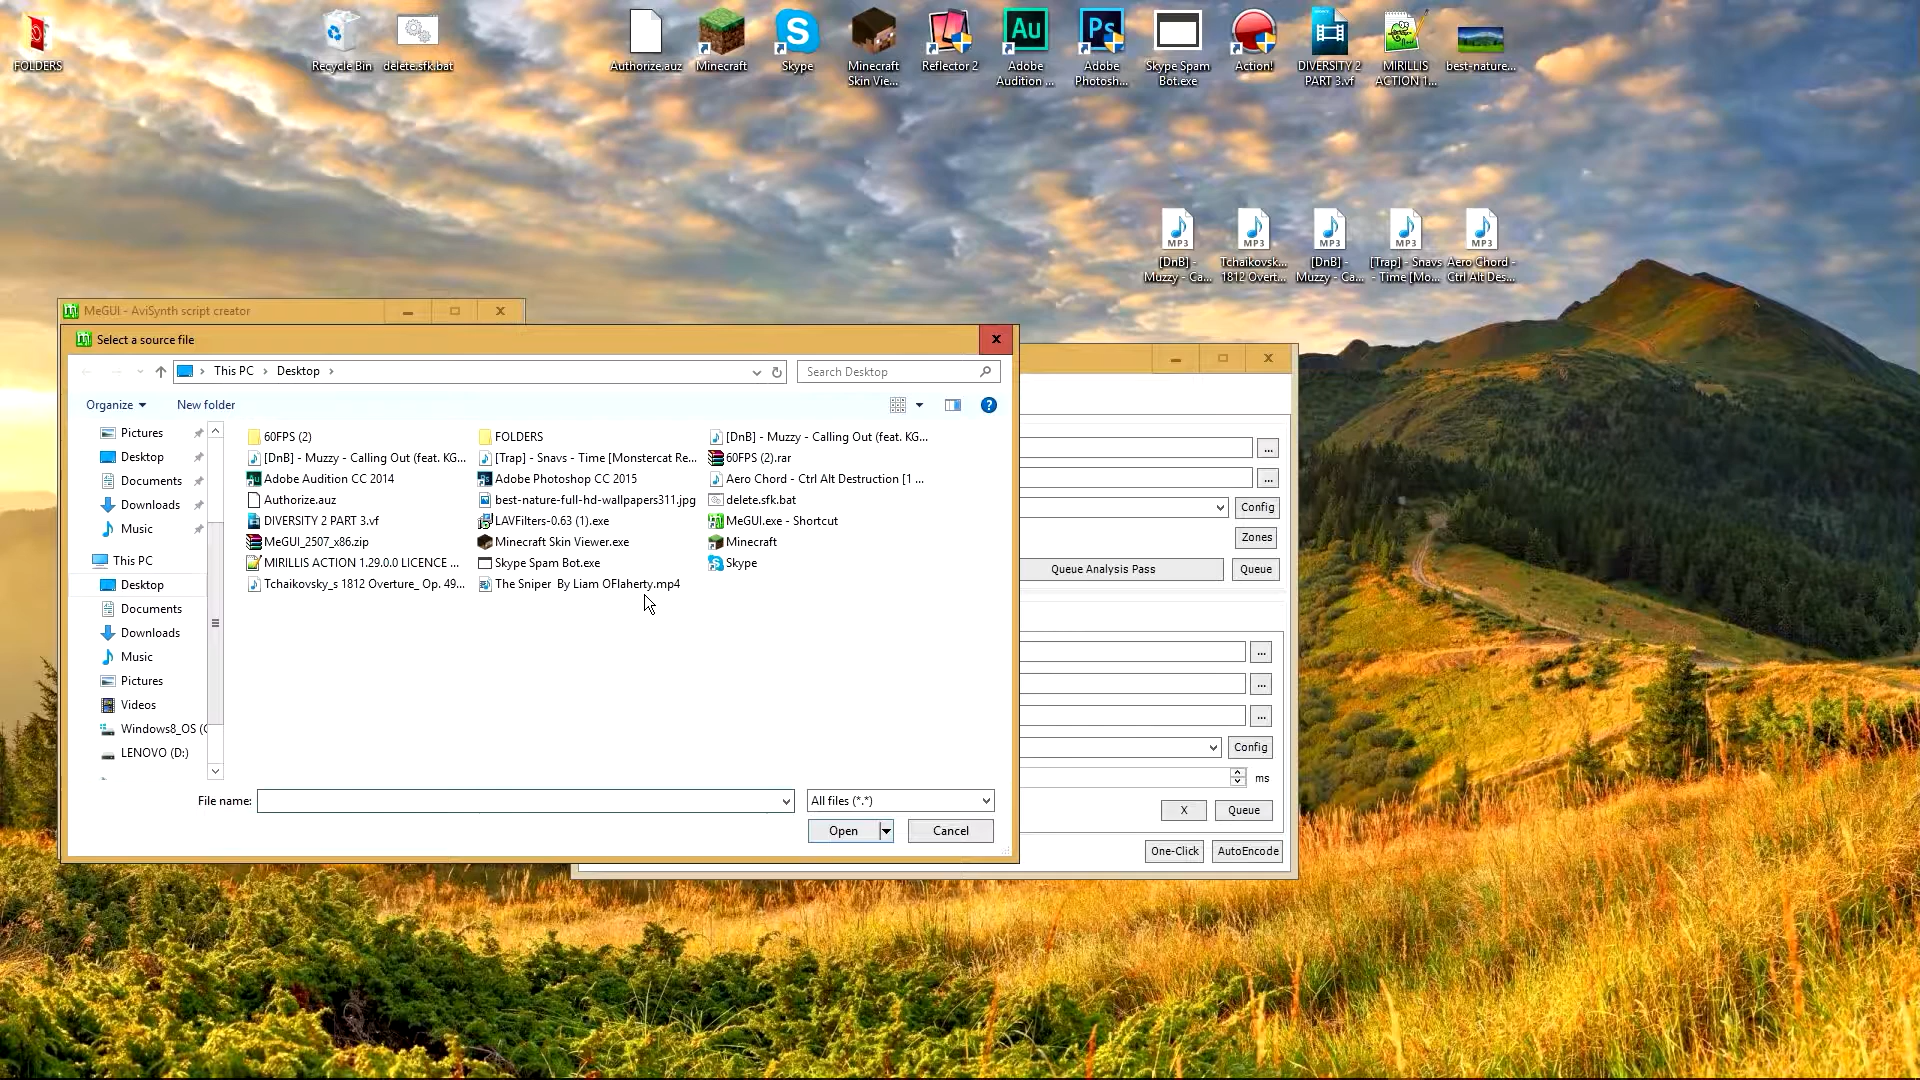 FOLDERS
Recycle Bin
delete.sfk.bat
Authorize.auz
Minecraft
Skype
Minecraft
Skin Vie...
Reflector 2
Au
Adobe
Audition ...
Ps
Adobe
Photosh...
Skype Spam
Bot.exe
Action!
DIVERSITY 2
PART 3.vf
MIRILLIS
ACTION 1...
best-nature...
MP3
[DnB] -
Muzzy - Ca...
MP3
Tchaikovsk...
1812 Overt...
MP3
[DnB] -
Muzzy - Ca...
MP3
[Trap] - Snavs
- Time [Mo...
MP3
Aero Chord -
Ctrl Alt Des...
MeGUI - AviSynth script creator
Select a source file
This PC > Desktop >
Search Desktop
Organize
New folder
Pictures
Desktop
Documents
Downloads
Music
This PC
Desktop
Documents
Downloads
Music
Pictures
Videos
Windows8_OS (C
LENOVO (D:)
60FPS (2)
FOLDERS
[DnB] - Muzzy - Calling Out (feat. KG...
[DnB] - Muzzy - Calling Out (feat. KG...
[Trap] - Snavs - Time [Monstercat Re...
60FPS (2).rar
Adobe Audition CC 2014
Adobe Photoshop CC 2015
Aero Chord - Ctrl Alt Destruction [1 ...
Authorize.auz
best-nature-full-hd-wallpapers311.jpg
delete.sfk.bat
DIVERSITY 2 PART 3.vf
LAVFilters-0.63 (1).exe
MeGUI.exe - Shortcut
MeGUI_2507_x86.zip
Minecraft Skin Viewer.exe
Minecraft
MIRILLIS ACTION 1.29.0.0 LICENCE ...
Skype Spam Bot.exe
Skype
Tchaikovsky_s 1812 Overture_ Op. 49...
The Sniper  By Liam OFlaherty.mp4
File name:
All files (*.*)
Open
Cancel
...
...
Config
Zones
Queue Analysis Pass
Queue
...
...
...
Config
ms
X
Queue
One-Click
AutoEncode